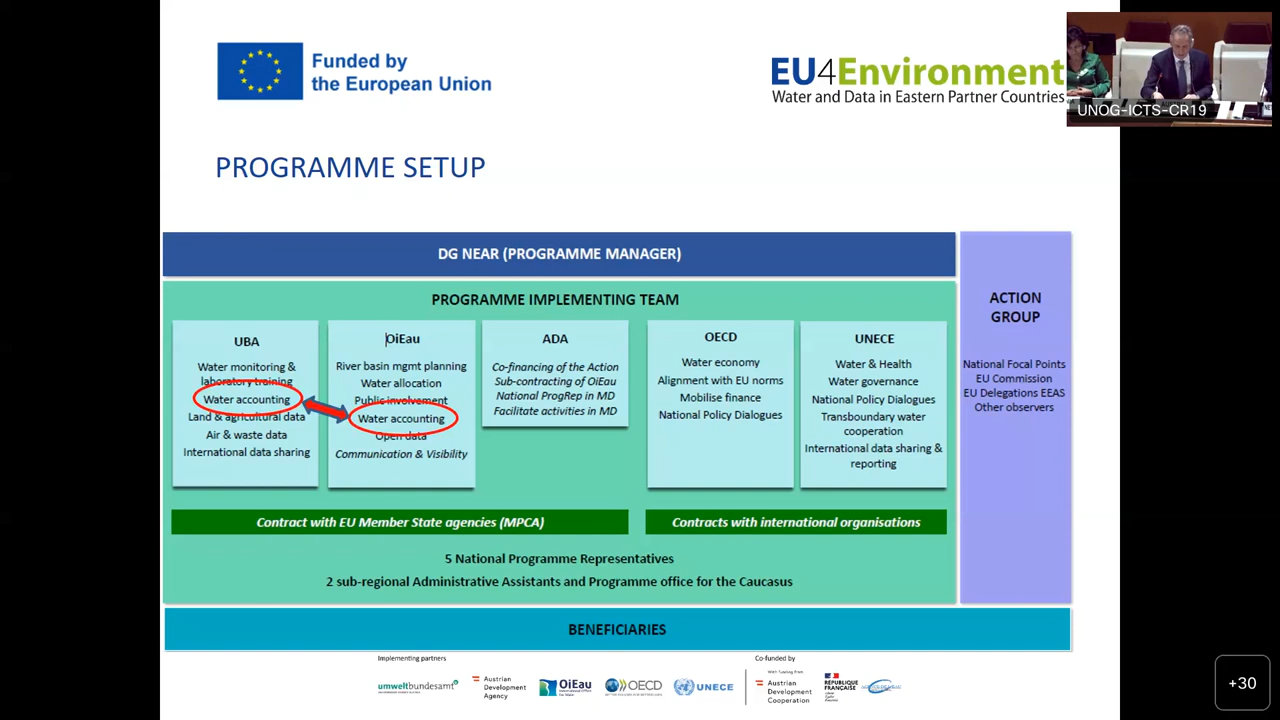 Funded by
the European Union
EU4Environment
Water and Data in Eastern Partner Countries
UNOG-ICTS-CR19
PROGRAMME SETUP
DG NEAR (PROGRAMME MANAGER)
PROGRAMME IMPLEMENTING TEAM
UBA
Water monitoring &
laboratory training
Water accounting
Land & agricultural data
Air & waste data
International data sharing
OiEau
River basin mgmt planning
Water allocation
Public involvement
Water accounting
Open data
Communication & Visibility
ADA
Co-financing of the Action
Sub-contracting of OiEau
National ProgRep in MD
Facilitate activities in MD
OECD
Water economy
Alignment with EU norms
Mobilise finance
National Policy Dialogues
UNECE
Water & Health
Water governance
National Policy Dialogues
Transboundary water
cooperation
International data sharing &
reporting
ACTION
GROUP
National Focal Points
EU Commission
EU Delegations EEAS
Other observers
Contract with EU Member State agencies (MPCA)
Contracts with international organisations
5 National Programme Representatives
2 sub-regional Administrative Assistants and Programme office for the Caucasus
BENEFICIARIES
Implementing partners
umweltbundesamt
Austrian
Development
Agency
OiEau
OECD
UNECE
Co-funded by
With funding from
Austrian
Development
Cooperation
RÉPUBLIQUE
FRANÇAISE
+30